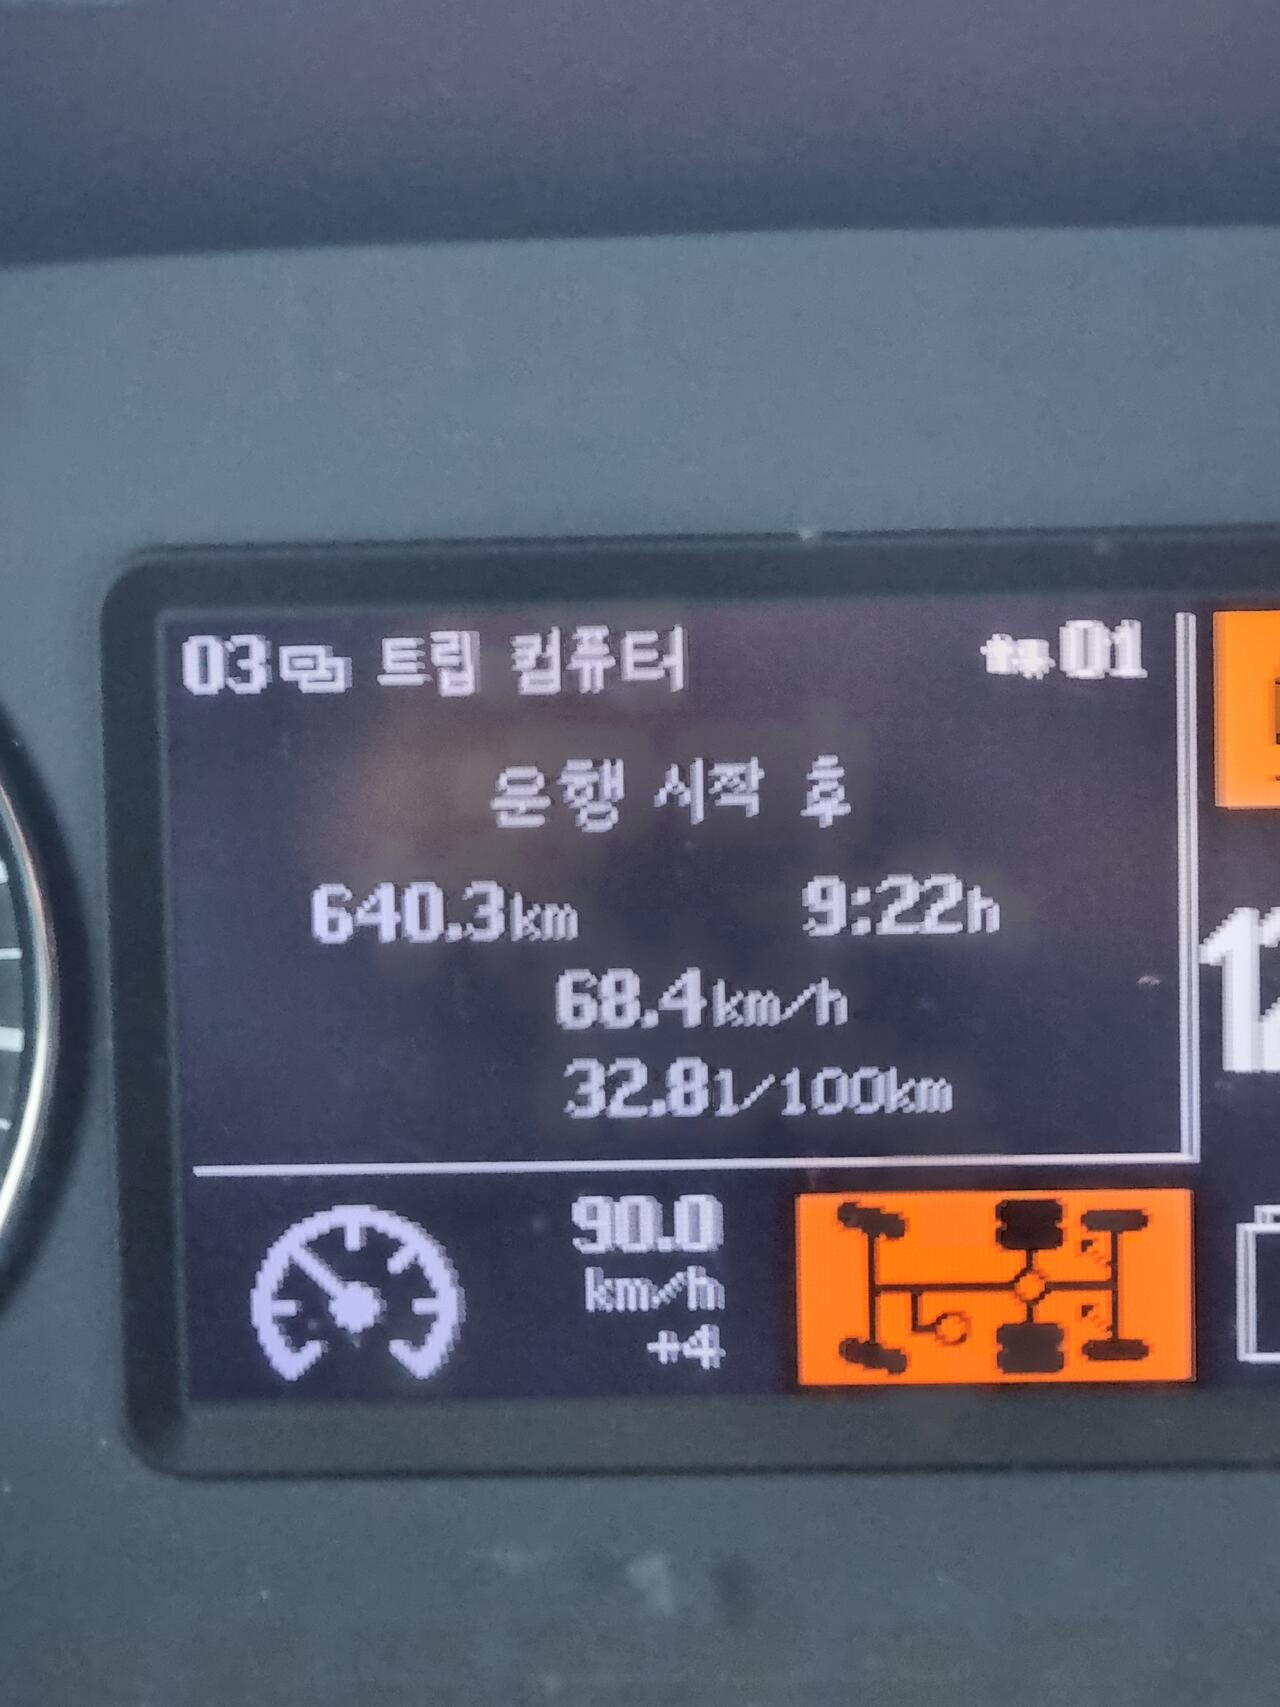 03 트립 컴퓨터 01
운행 시작 후
640.3km 9:22h
68.4km/h
32.8l/100km
90.0
km/h
+4